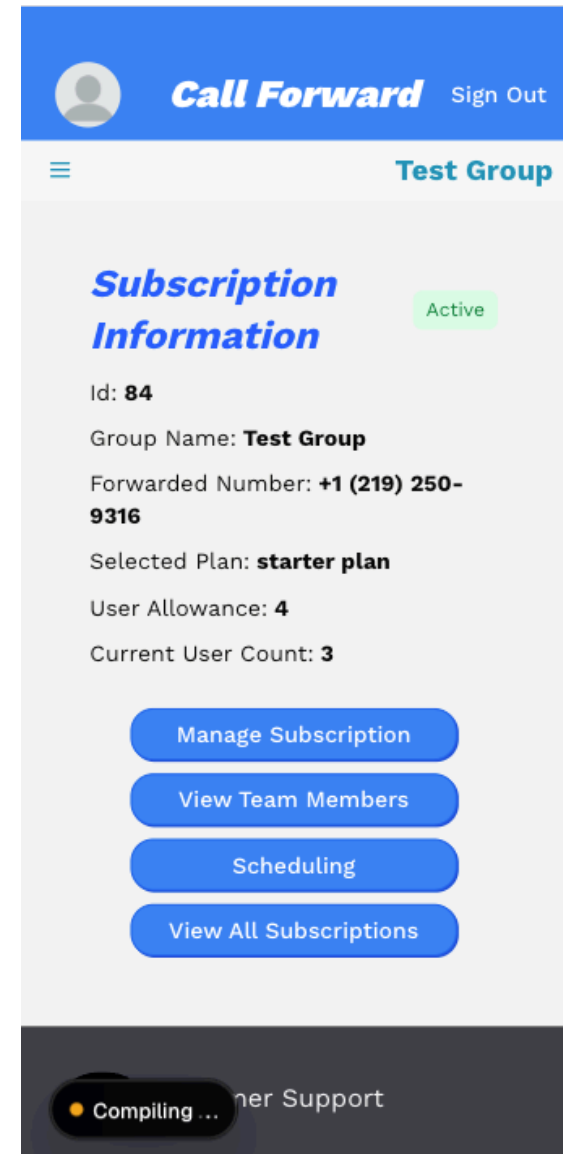 Call Forward
Sign Out
☰
Test Group
Subscription
Information
Active
Id: 84
Group Name: Test Group
Forwarded Number: +1 (219) 250-
9316
Selected Plan: starter plan
User Allowance: 4
Current User Count: 3
Manage Subscription
View Team Members
Scheduling
View All Subscriptions
Compiling ...
ner Support